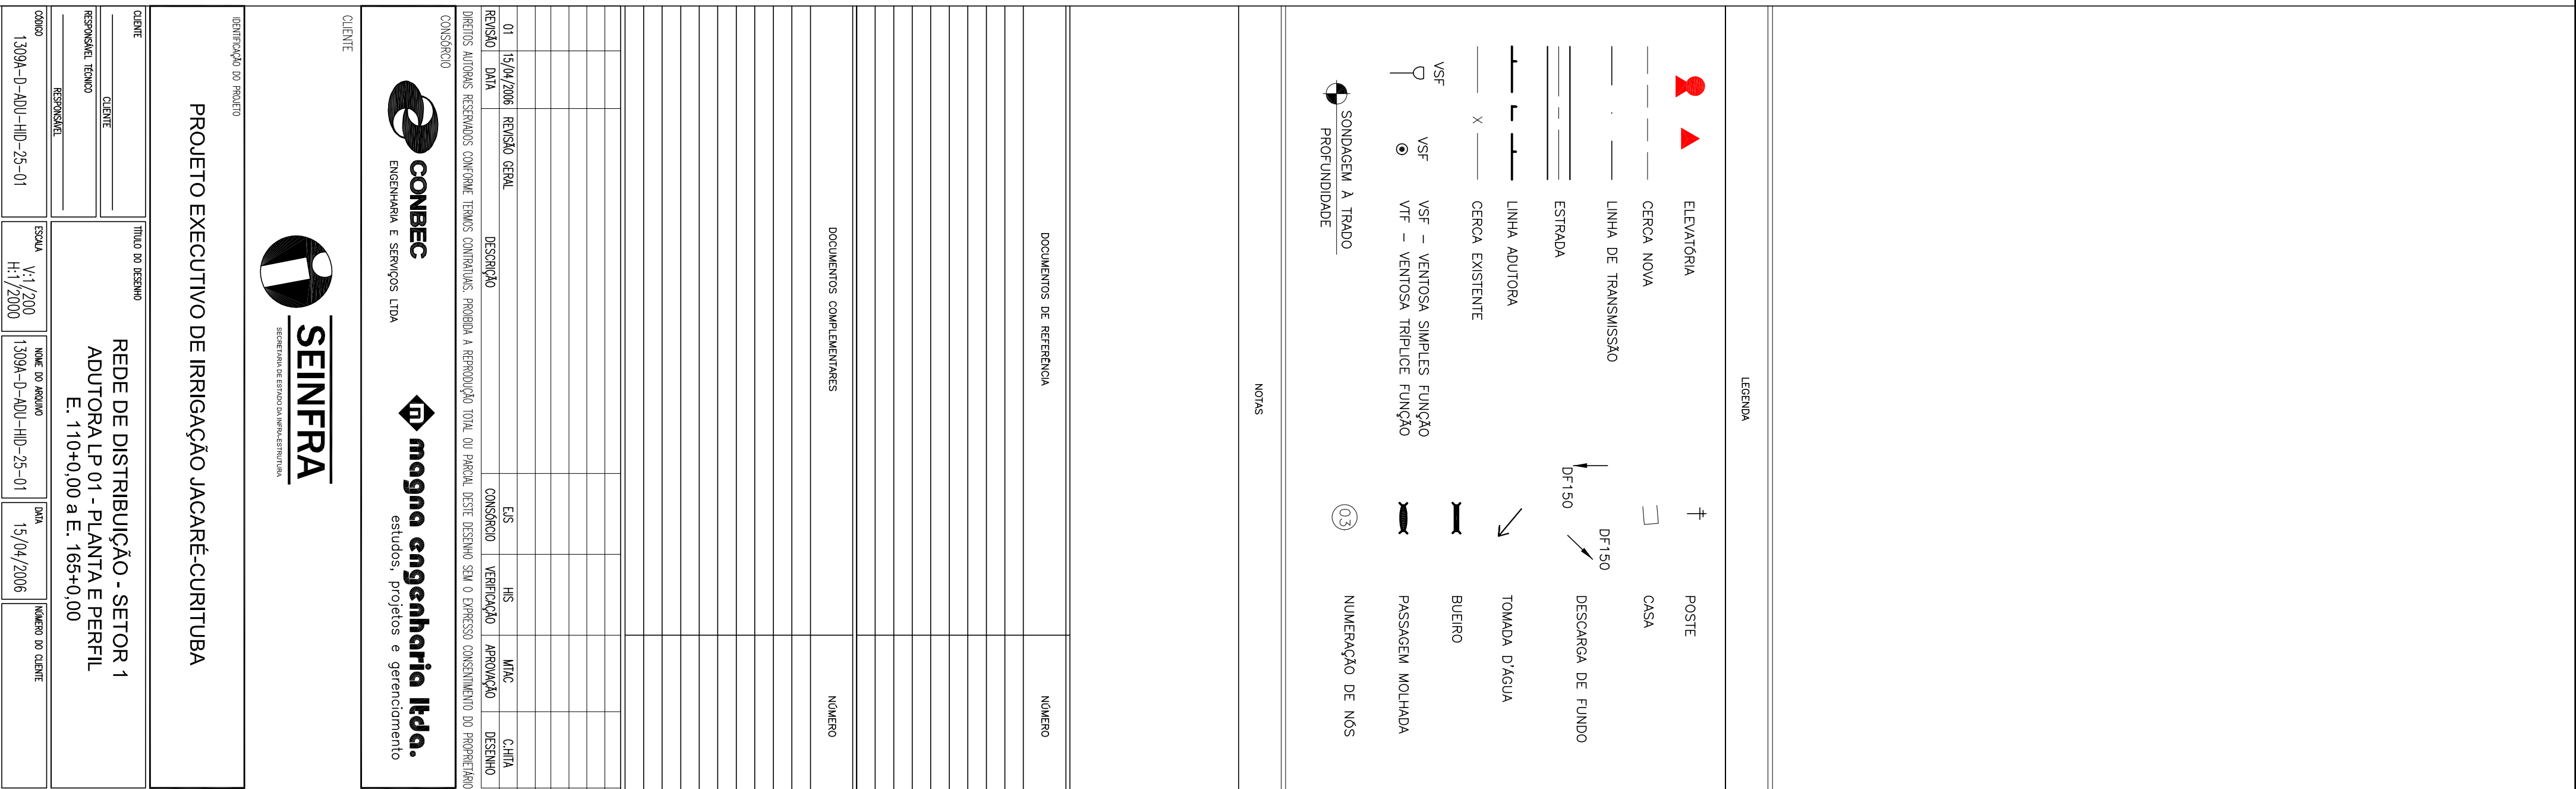 LEGENDA
ELEVATÓRIA
CERCA NOVA
LINHA DE TRANSMISSÃO
ESTRADA
LINHA ADUTORA
X
CERCA EXISTENTE
VSF
VSF
VSF – VENTOSA SIMPLES FUNÇÃO
VTF – VENTOSA TRÍPLICE FUNÇÃO
SONDAGEM À TRADO
PROFUNDIDADE
POSTE
CASA
DF150
DF150
DESCARGA DE FUNDO
TOMADA D'ÁGUA
BUEIRO
PASSAGEM MOLHADA
03
NUMERAÇÃO DE NÓS
NOTAS
DOCUMENTOS DE REFERÊNCIA
NÚMERO
DOCUMENTOS COMPLEMENTARES
NÚMERO
01 15/04/2006 REVISÃO GERAL EJS HIS MTAC C.HITA
REVISÃO DATA DESCRIÇÃO CONSÓRCIO VERIFICAÇÃO APROVAÇÃO DESENHO
DIREITOS AUTORAIS RESERVADOS CONFORME TERMOS CONTRATUAIS. PROIBIDA A REPRODUÇÃO TOTAL OU PARCIAL DESTE DESENHO SEM O EXPRESSO CONSENTIMENTO DO PROPRIETÁRIO
CONSÓRCIO
CONBEC
ENGENHARIA E SERVIÇOS LTDA
m magna engenharia ltda.
estudos, projetos e gerenciamento
CLIENTE
SEINFRA
SECRETARIA DE ESTADO DA INFRA-ESTRUTURA
IDENTIFICAÇÃO DO PROJETO
PROJETO EXECUTIVO DE IRRIGAÇÃO JACARÉ-CURITUBA
CLIENTE
CLIENTE
RESPONSÁVEL TÉCNICO
RESPONSÁVEL
TÍTULO DO DESENHO
REDE DE DISTRIBUIÇÃO - SETOR 1
ADUTORA LP 01 - PLANTA E PERFIL
E. 110+0,00 a E. 165+0,00
CÓDIGO
1309A-D-ADU-HID-25-01
ESCALA
V:1/200
H:1/2000
NOME DO ARQUIVO
1309A-D-ADU-HID-25-01
DATA
15/04/2006
NÚMERO DO CLIENTE